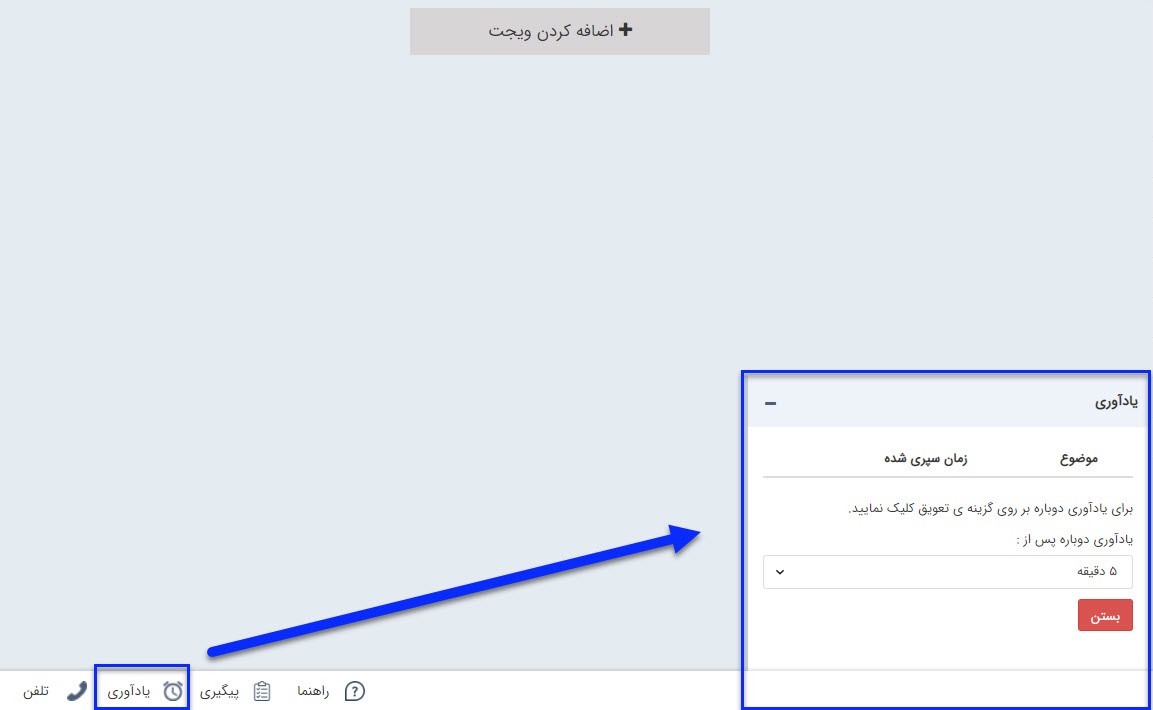 اضافه کردن ویجت
یادآوری
موضوع زمان سپری شده
برای یادآوری دوباره بر روی گزینه ی تعویق کلیک نمایید.
یادآوری دوباره پس از :
۵ دقیقه
بستن
راهنما پیگیری یادآوری تلفن